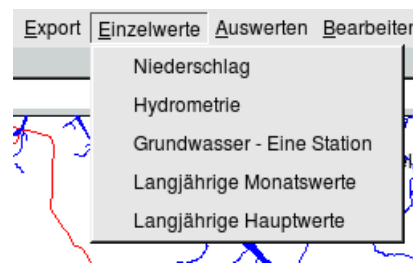 Export Einzelwerte Auswerten Bearbeiten
Niederschlag
Hydrometrie
Grundwasser - Eine Station
Langjährige Monatswerte
Langjährige Hauptwerte